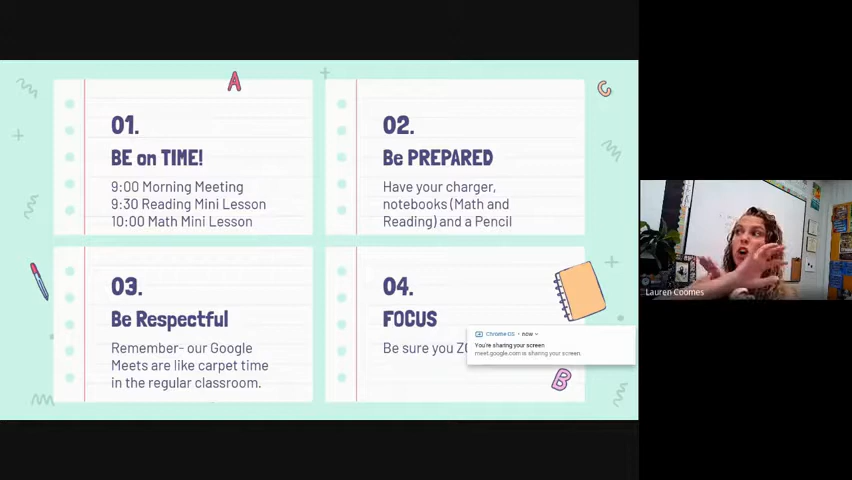 A
C
01.
BE on TIME!
9:00 Morning Meeting
9:30 Reading Mini Lesson
10:00 Math Mini Lesson
02.
Be PREPARED
Have your charger,
notebooks (Math and
Reading) and a Pencil
03.
Be Respectful
Remember- our Google
Meets are like carpet time
in the regular classroom.
04.
FOCUS
Be sure you
Chrome OS • now
You're sharing your screen
meet.google.com is sharing your screen.
B
Lauren Coomes